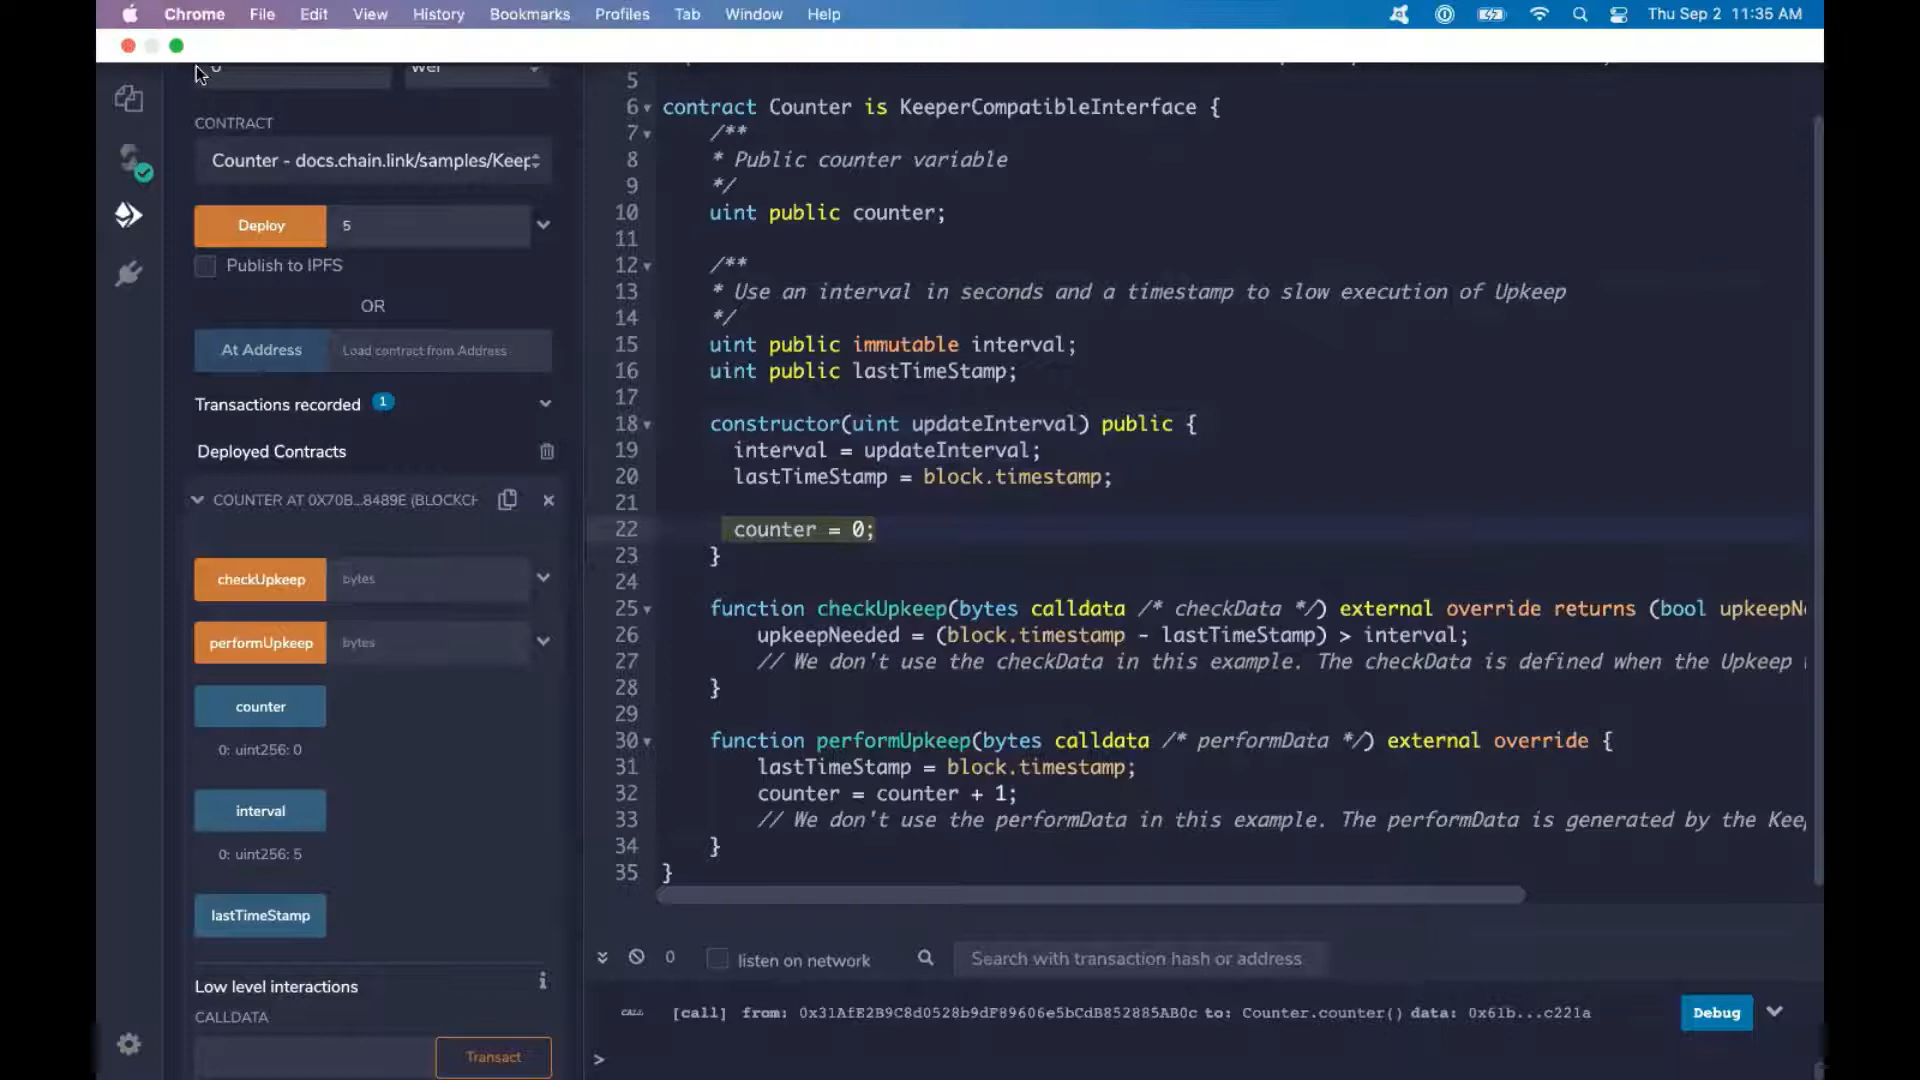 Chrome File Edit View History Bookmarks Profiles Tab Window Help Thu Sep 2 11:35 AM
CONTRACT
Counter - docs.chain.link/samples/Keep
Deploy 5
Publish to IPFS
OR
At Address Load contract from Address
Transactions recorded 1
Deployed Contracts
COUNTER AT 0X70B...8489E (BLOCKCH
checkUpkeep bytes
performUpkeep bytes
counter
0: uint256: 0
interval
0: uint256: 5
lastTimeStamp
Low level interactions i
CALLDATA
Transact
5
6 contract Counter is KeeperCompatibleInterface {
7 /**
8 * Public counter variable
9 */
10 uint public counter;
11
12 /**
13 * Use an interval in seconds and a timestamp to slow execution of Upkeep
14 */
15 uint public immutable interval;
16 uint public lastTimeStamp;
17
18 constructor(uint updateInterval) public {
19 interval = updateInterval;
20 lastTimeStamp = block.timestamp;
21
22 counter = 0;
23 }
24
25 function checkUpkeep(bytes calldata /* checkData */) external override returns (bool upkeepN
26 upkeepNeeded = (block.timestamp - lastTimeStamp) > interval;
27 // We don't use the checkData in this example. The checkData is defined when the Upkeep
28 }
29
30 function performUpkeep(bytes calldata /* performData */) external override {
31 lastTimeStamp = block.timestamp;
32 counter = counter + 1;
33 // We don't use the performData in this example. The performData is generated by the Kee
34 }
35 }
0 listen on network Search with transaction hash or address
CALL [call] from: 0x31AfE2B9C8d0528b9dF89606e5bCdB852885AB0c to: Counter.counter() data: 0x61b...c221a Debug
>